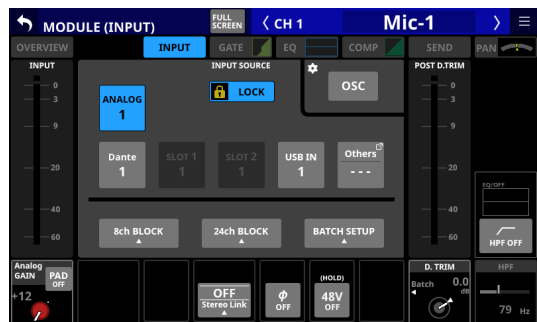 MODULE (INPUT)
FULL
SCREEN
CH 1
Mic-1
OVERVIEW
INPUT
GATE
EQ
COMP
SEND
PAN
INPUT
INPUT SOURCE
POST D.TRIM
0
3
9
20
40
60
LOCK
OSC
ANALOG
1
Dante
1
SLOT 1
1
SLOT 2
1
USB IN
1
Others
---
8ch BLOCK
24ch BLOCK
BATCH SETUP
0
3
9
20
40
60
EQ/OFF
HPF OFF
Analog
GAIN
PAD
OFF
+12
OFF
Stereo Link
ϕ
OFF
(HOLD)
48V
OFF
D. TRIM
Batch
0.0
dB
HPF
79 Hz